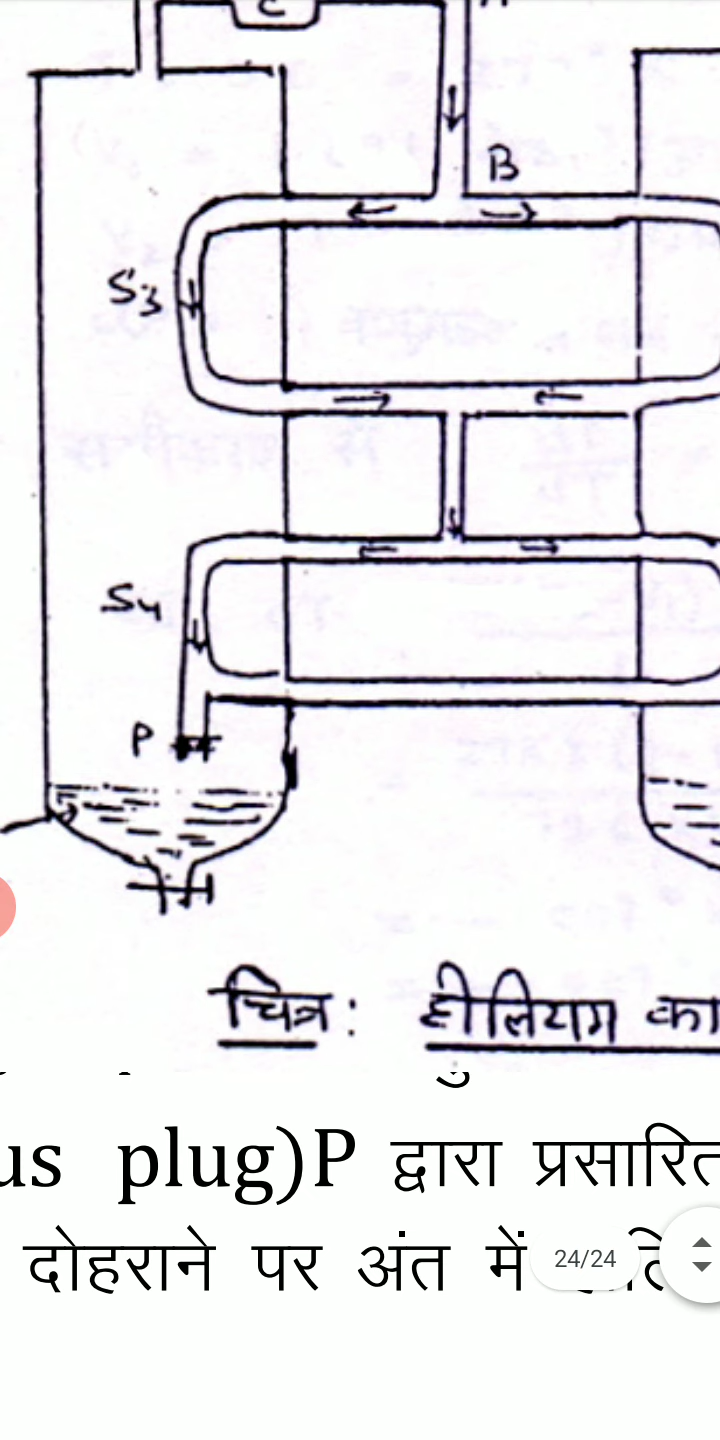 C
B
S3
S4
P
चित्र: हीलियम का
us plug)P द्वारा प्रसारित
दोहराने पर अंत में
24/24